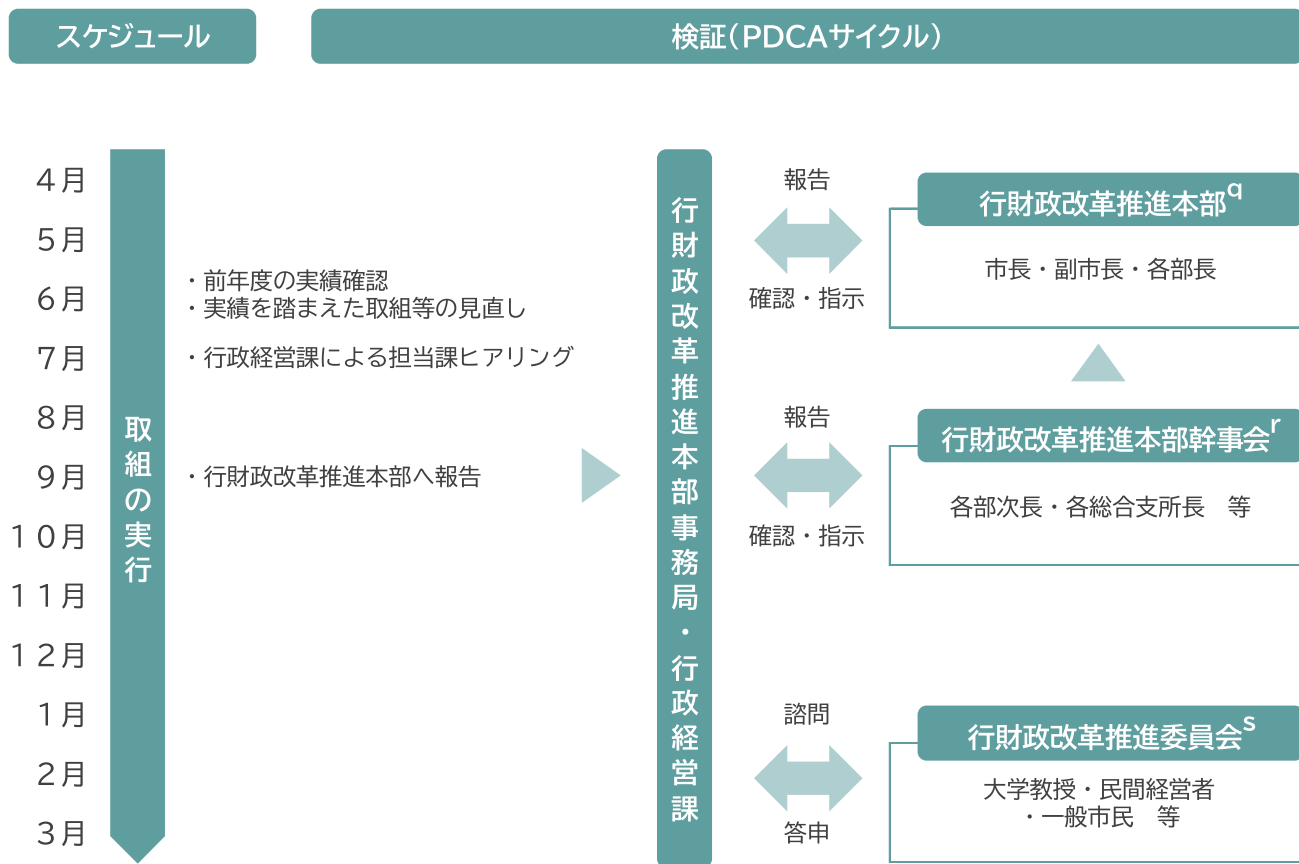 スケジュール
検証(PDCAサイクル)
4月
5月
6月
7月
8月
9月
10月
11月
12月
1月
2月
3月
取組の実行
・前年度の実績確認
・実績を踏まえた取組等の見直し
・行政経営課による担当課ヒアリング
・行財政改革推進本部へ報告
行財政改革推進本部事務局・行政経営課
報告
確認・指示
行財政改革推進本部q
市長・副市長・各部長
報告
確認・指示
行財政改革推進本部幹事会r
各部次長・各総合支所長　等
諮問
答申
行財政改革推進委員会s
大学教授・民間経営者
・一般市民　等